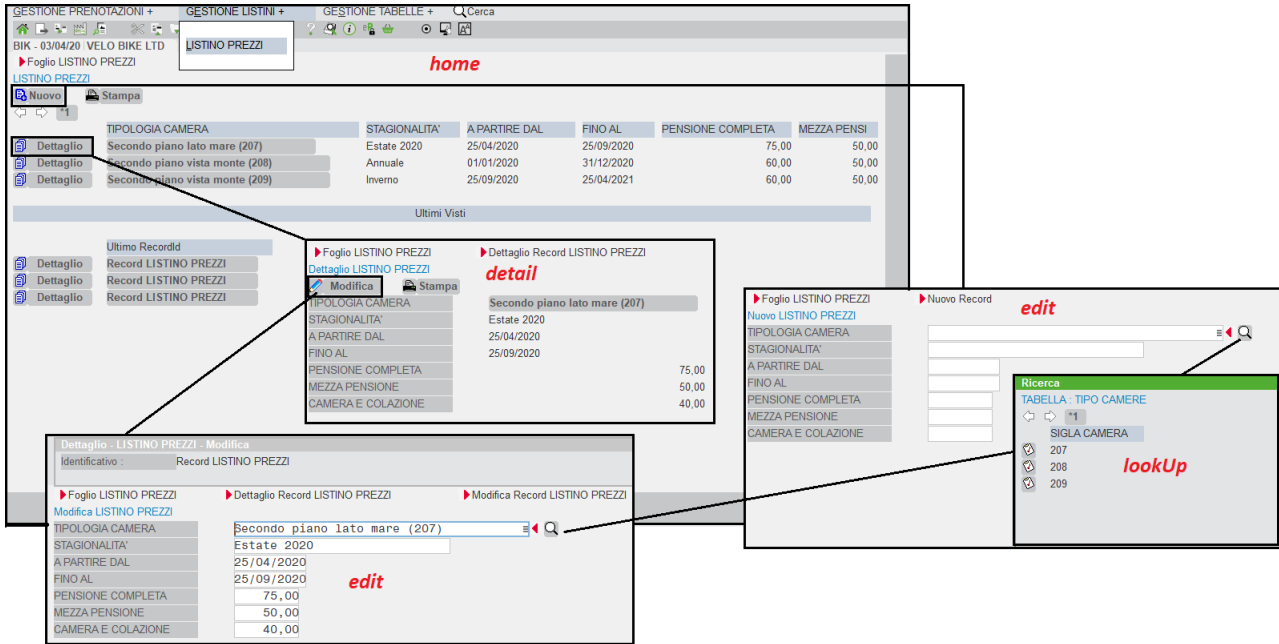 GESTIONE PRENOTAZIONI + GESTIONE LISTINI + GESTIONE TABELLE + Cerca
BIK - 03/04/20 VELO BIKE LTD
LISTINO PREZZI
Foglio LISTINO PREZZI
home
LISTINO PREZZI
Nuovo Stampa
*1
TIPOLOGIA CAMERA STAGIONALITA' A PARTIRE DAL FINO AL PENSIONE COMPLETA MEZZA PENSI
Dettaglio Secondo piano lato mare (207) Estate 2020 25/04/2020 25/09/2020 75,00 50,00
Dettaglio Secondo piano vista monte (208) Annuale 01/01/2020 31/12/2020 60,00 50,00
Dettaglio Secondo piano vista monte (209) Inverno 25/09/2020 25/04/2021 60,00 50,00
Ultimi Visti
Ultimo RecordId
Dettaglio Record LISTINO PREZZI
Dettaglio Record LISTINO PREZZI
Dettaglio Record LISTINO PREZZI
Foglio LISTINO PREZZI Dettaglio Record LISTINO PREZZI
Dettaglio LISTINO PREZZI
detail
Modifica Stampa
TIPOLOGIA CAMERA Secondo piano lato mare (207)
STAGIONALITA' Estate 2020
A PARTIRE DAL 25/04/2020
FINO AL 25/09/2020
PENSIONE COMPLETA 75,00
MEZZA PENSIONE 50,00
CAMERA E COLAZIONE 40,00
Foglio LISTINO PREZZI Nuovo Record
edit
Nuovo LISTINO PREZZI
TIPOLOGIA CAMERA
STAGIONALITA'
A PARTIRE DAL
FINO AL
PENSIONE COMPLETA
MEZZA PENSIONE
CAMERA E COLAZIONE
Ricerca
TABELLA : TIPO CAMERE
*1
SIGLA CAMERA
207
208
209
lookUp
Dettaglio - LISTINO PREZZI - Modifica
Identificativo : Record LISTINO PREZZI
Foglio LISTINO PREZZI Dettaglio Record LISTINO PREZZI Modifica Record LISTINO PREZZI
Modifica LISTINO PREZZI
TIPOLOGIA CAMERA Secondo piano lato mare (207)
STAGIONALITA' Estate 2020
A PARTIRE DAL 25/04/2020
FINO AL 25/09/2020
edit
PENSIONE COMPLETA 75,00
MEZZA PENSIONE 50,00
CAMERA E COLAZIONE 40,00